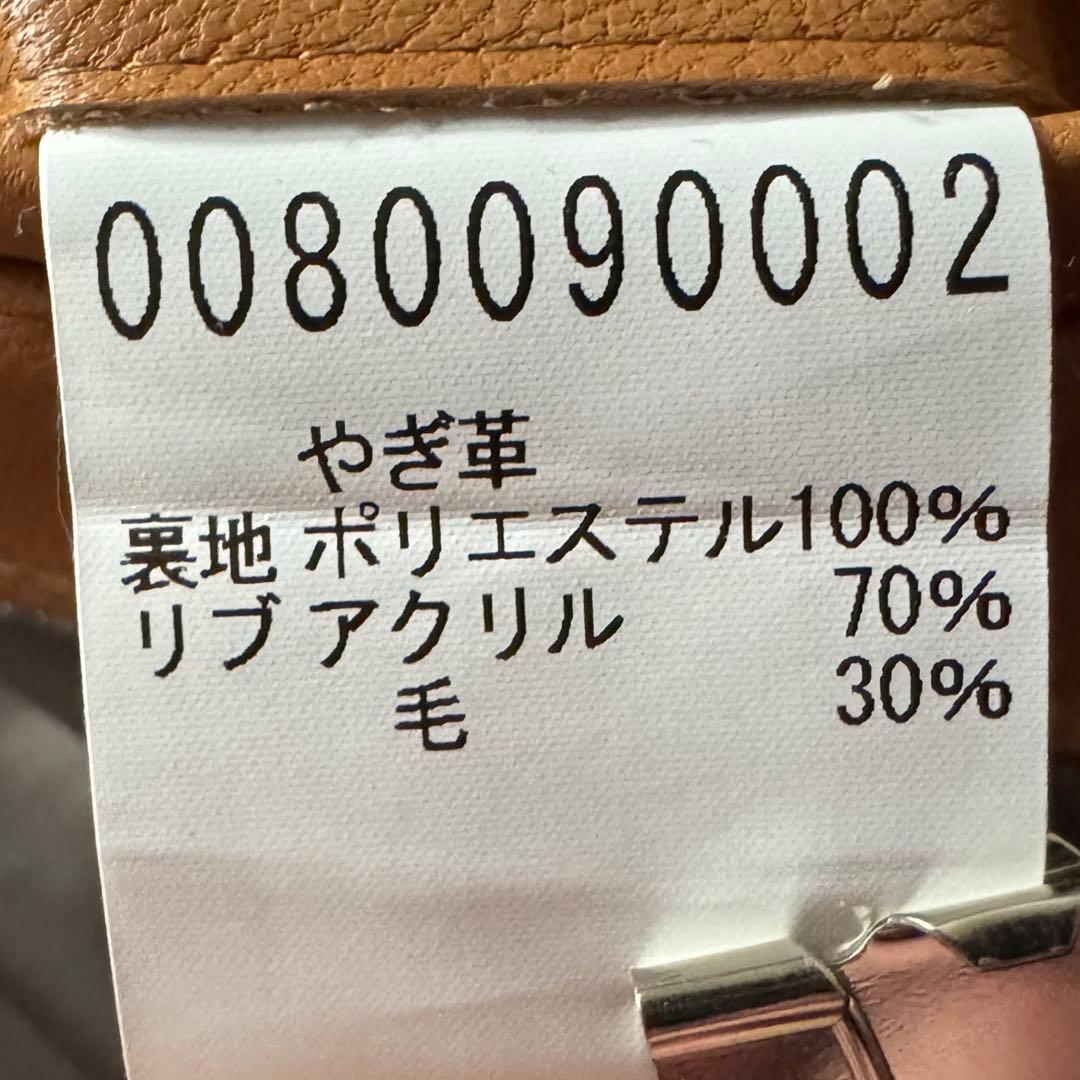 0080090002
やぎ革
裏地 ポリエステル100%
リブ アクリル 70%
毛 30%